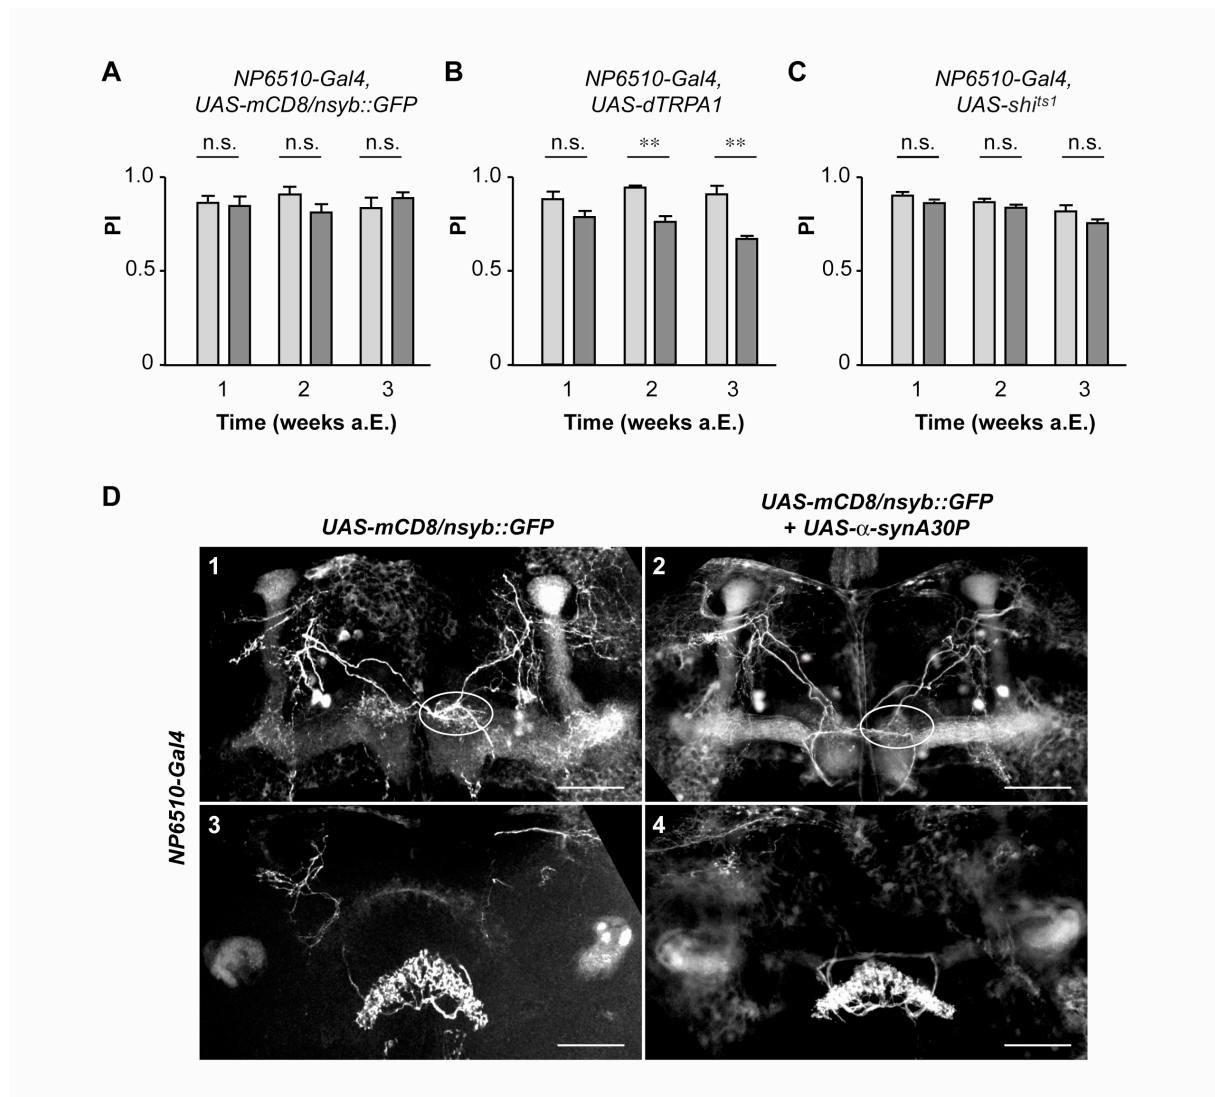 A
NP6510-Gal4,
UAS-mCD8/nsyb::GFP
n.s. n.s. n.s.
1.0
0.5
0
PI
1 2 3
Time (weeks a.E.)
B
NP6510-Gal4,
UAS-dTRPA1
n.s. ** **
1.0
0.5
0
PI
1 2 3
Time (weeks a.E.)
C
NP6510-Gal4,
UAS-shits1
n.s. n.s. n.s.
1.0
0.5
0
PI
1 2 3
Time (weeks a.E.)
D
UAS-mCD8/nsyb::GFP
UAS-mCD8/nsyb::GFP
+ UAS-α-synA30P
NP6510-Gal4
1
2
3
4